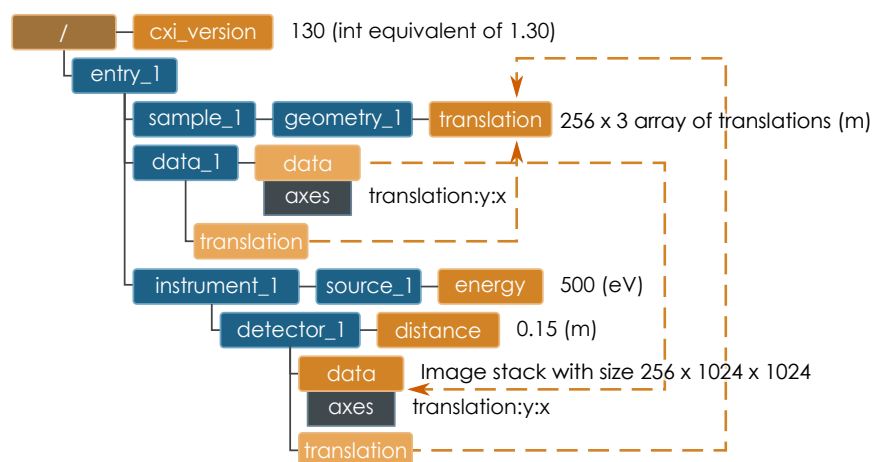 / cxi_version 130 (int equivalent of 1.30)
entry_1
sample_1 geometry_1 translation 256 x 3 array of translations (m)
data_1 data
axes translation:y:x
translation
instrument_1 source_1 energy 500 (eV)
detector_1 distance 0.15 (m)
data Image stack with size 256 x 1024 x 1024
axes translation:y:x
translation